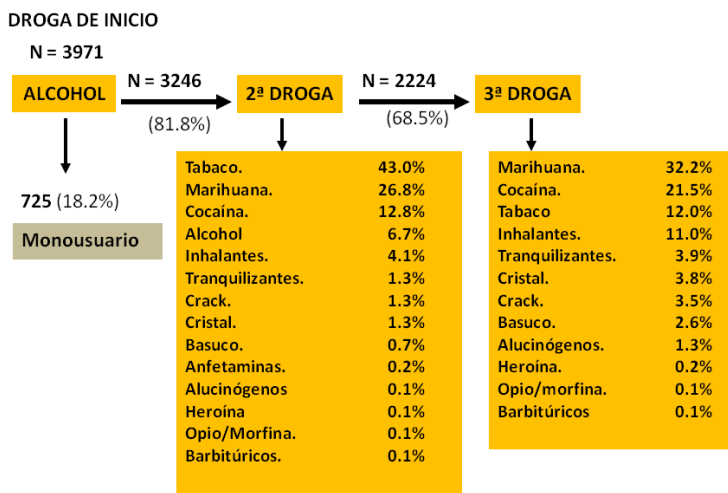 DROGA DE INICIO
N = 3971
ALCOHOL
N = 3246
(81.8%)
2ª DROGA
N = 2224
(68.5%)
3ª DROGA
725 (18.2%)
Monousuario
Tabaco. 43.0%
Marihuana. 26.8%
Cocaína. 12.8%
Alcohol 6.7%
Inhalantes. 4.1%
Tranquilizantes. 1.3%
Crack. 1.3%
Cristal. 1.3%
Basuco. 0.7%
Anfetaminas. 0.2%
Alucinógenos 0.1%
Heroína 0.1%
Opio/Morfina. 0.1%
Barbitúricos. 0.1%
Marihuana. 32.2%
Cocaína. 21.5%
Tabaco 12.0%
Inhalantes. 11.0%
Tranquilizantes. 3.9%
Cristal. 3.8%
Crack. 3.5%
Basuco. 2.6%
Alucinógenos. 1.3%
Heroína. 0.2%
Opio/morfina. 0.1%
Barbitúricos 0.1%